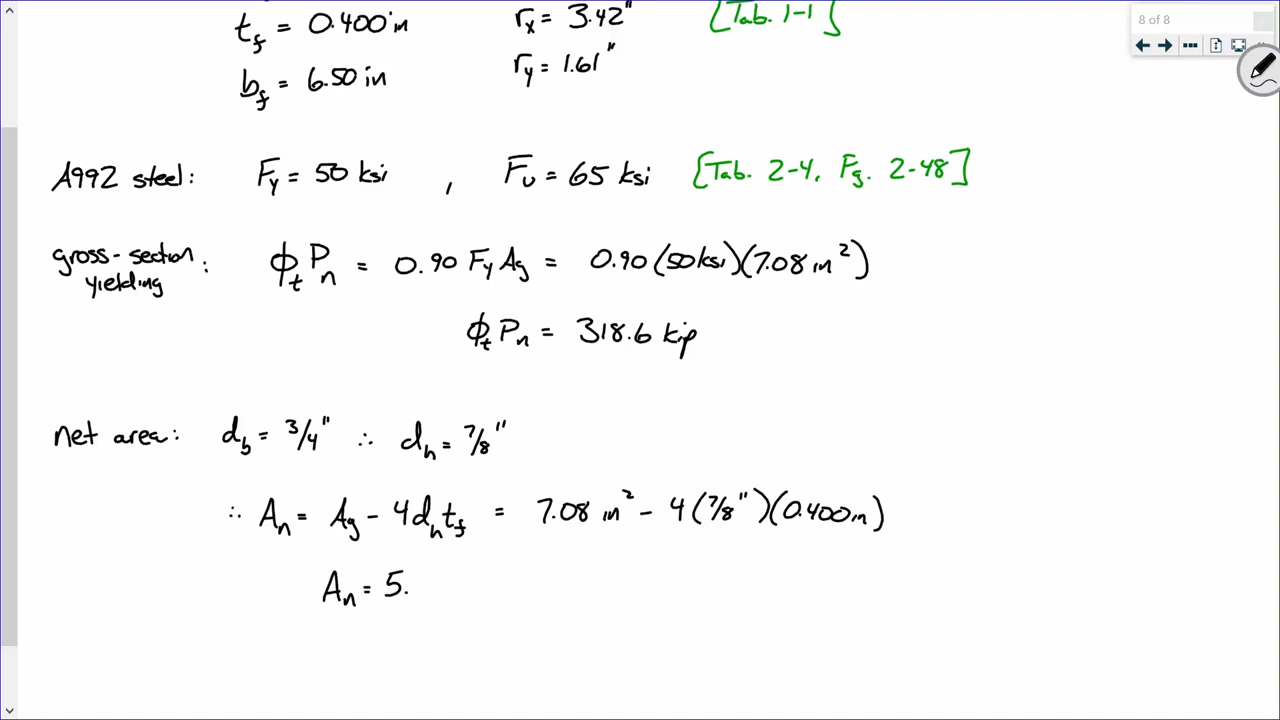 t_f = 0.400 in
r_x = 3.42"
[Tab. 1-1]
8 of 8
b_f = 6.50 in
r_y = 1.61"
A992 steel: F_y = 50 ksi , F_u = 65 ksi [Tab. 2-4, Fg. 2-48]
gross-section yielding : ϕ_t P_n = 0.90 F_y A_g = 0.90 (50 ksi)(7.08 in²)
ϕ_t P_n = 318.6 kip
net area: d_b = 3/4" ∴ d_h = 7/8"
∴ A_n = A_g - 4 d_h t_f = 7.08 in² - 4 (7/8")(0.400 in)
A_n = 5.